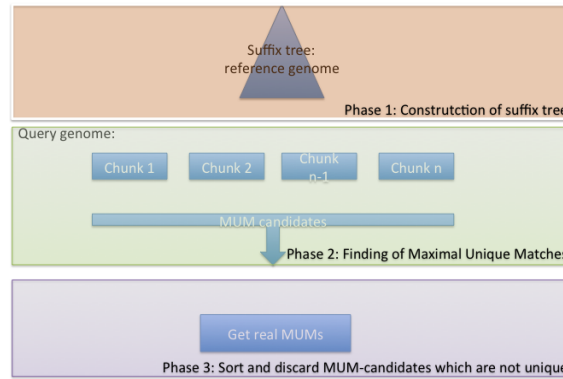 Suffix tree:
reference genome
Phase 1: Construtction of suffix tree
Query genome:
Chunk 1
Chunk 2
Chunk
n-1
Chunk n
MUM candidates
Phase 2: Finding of Maximal Unique Matches
Get real MUMs
Phase 3: Sort and discard MUM-candidates which are not unique